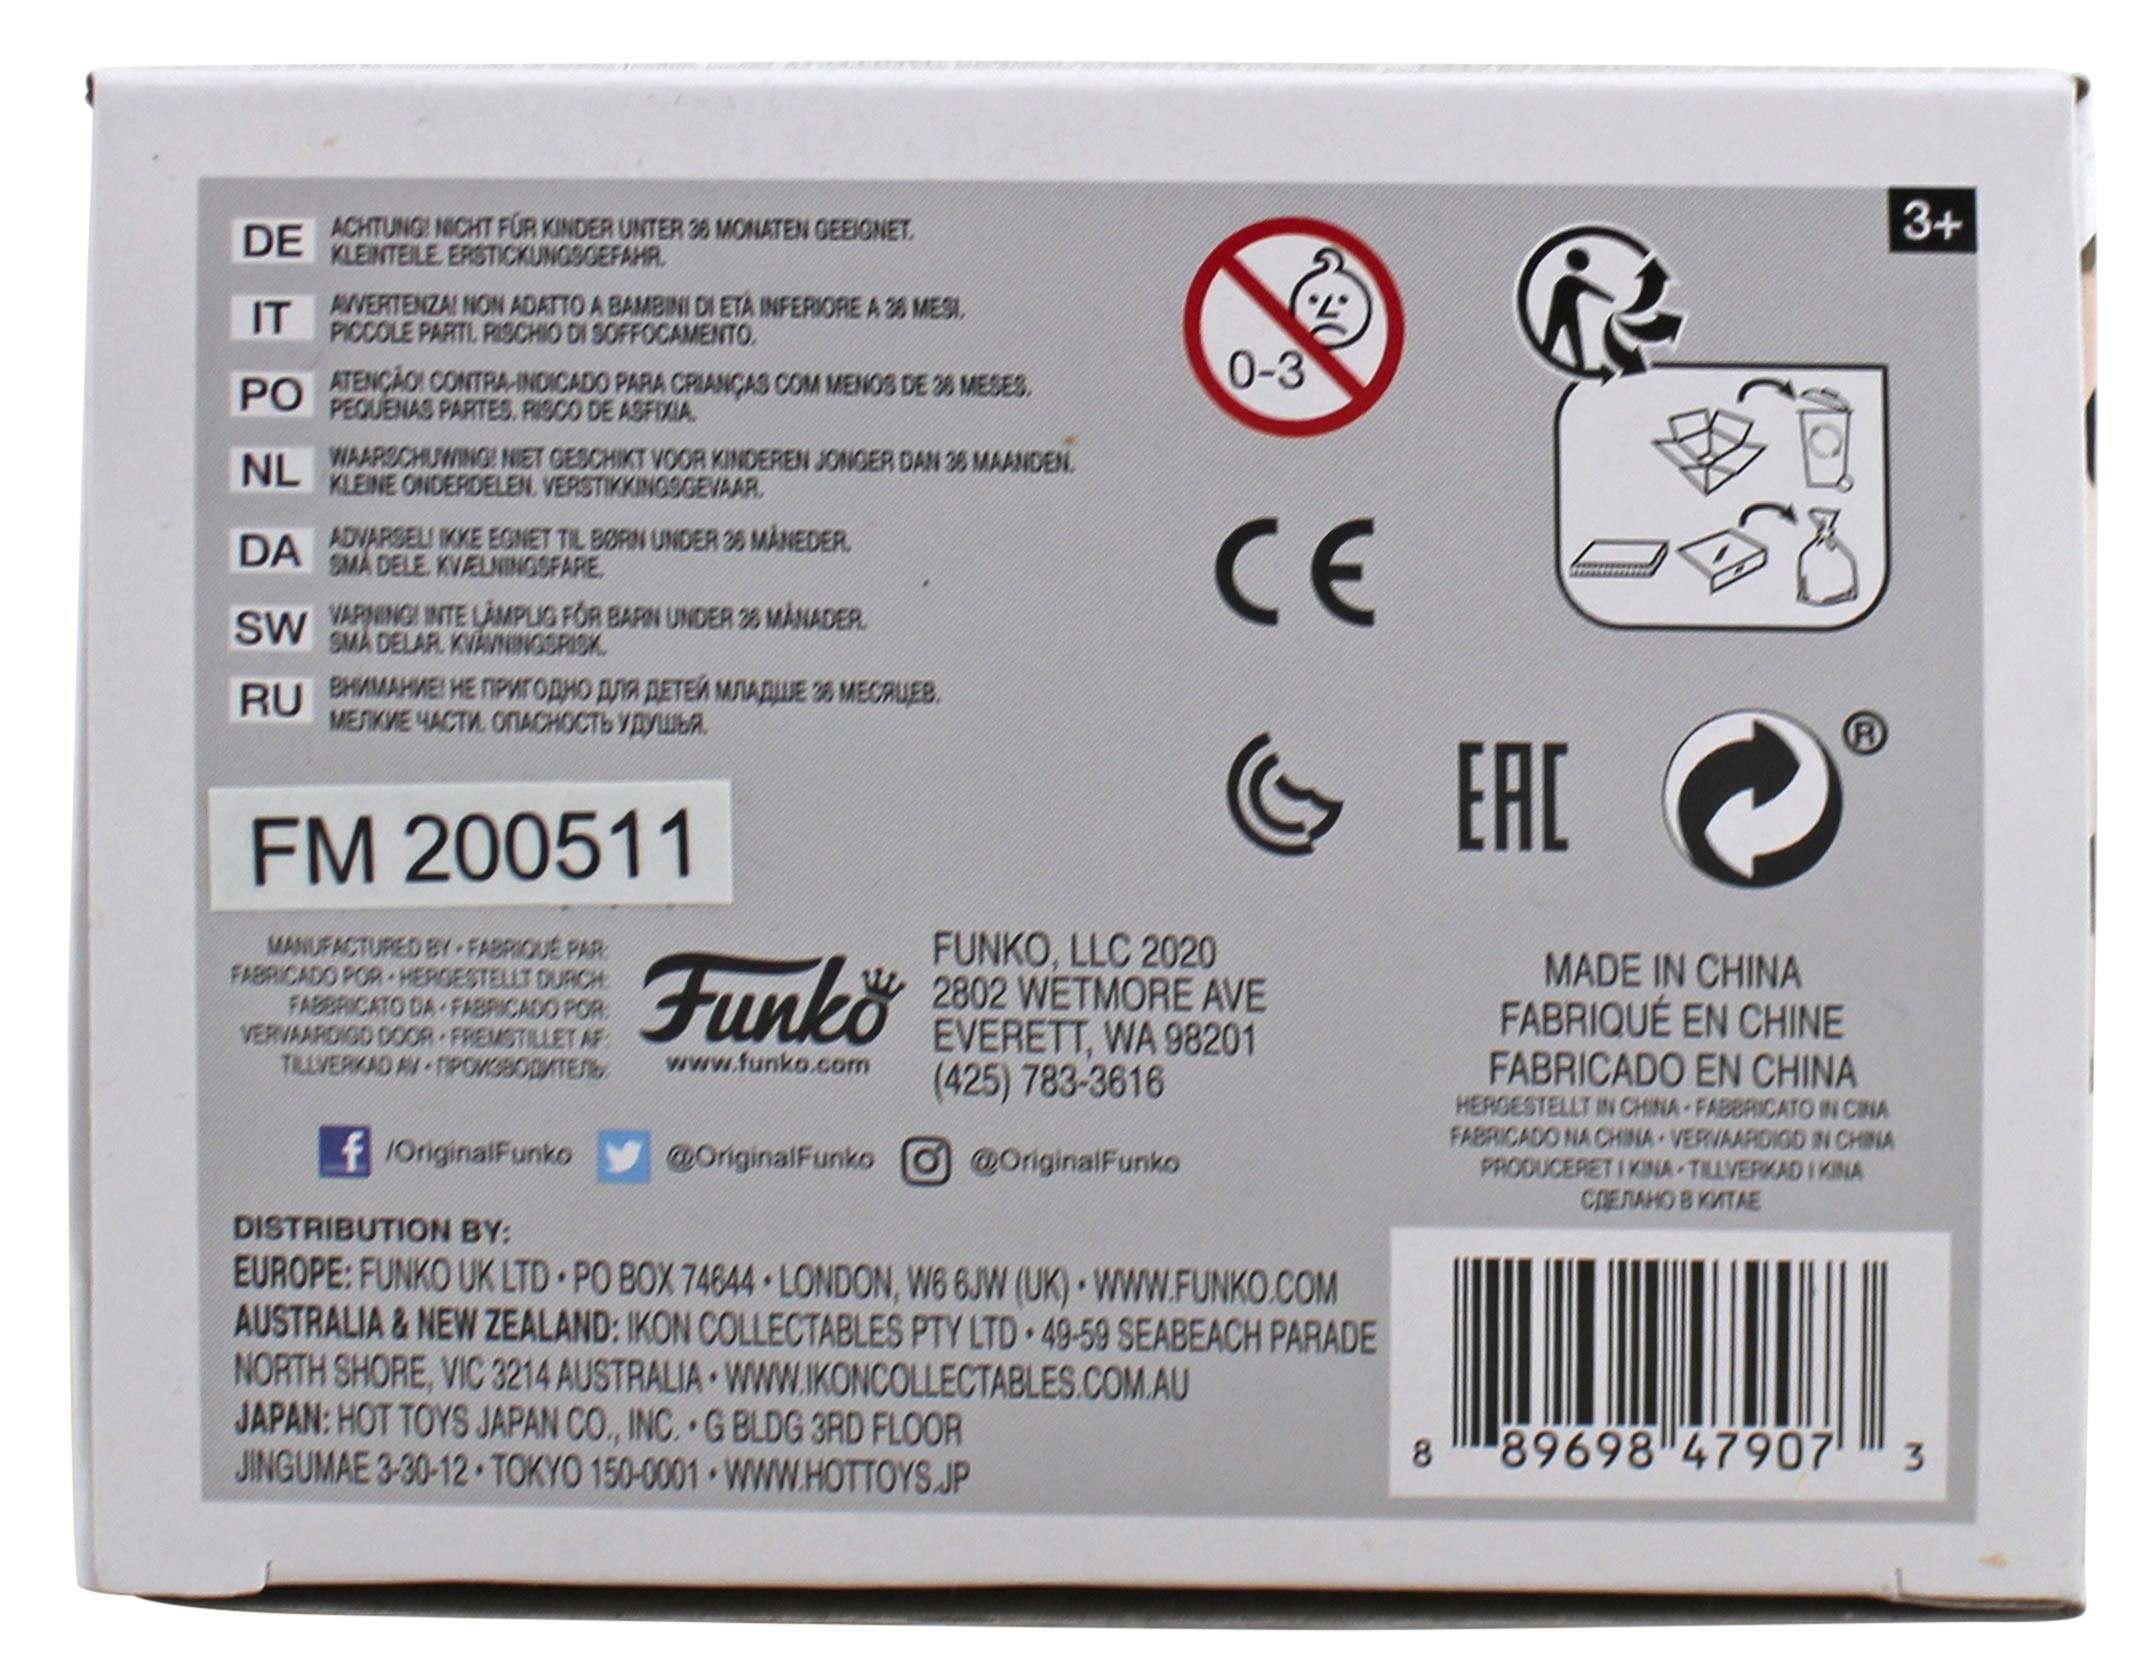 3+
DE ACHTUNG! NICHT FÜR KINDER UNTER 36 MONATEN GEEIGNET.
KLEINTEILE. ERSTICKUNGSGEFAHR.
IT AVVERTENZA! NON ADATTO A BAMBINI DI ETÀ INFERIORE A 36 MESI.
PICCOLE PARTI. RISCHIO DI SOFFOCAMENTO.
PO ATENÇÃO! CONTRA-INDICADO PARA CRIANÇAS COM MENOS DE 36 MESES.
PEQUENAS PARTES. RISCO DE ASFIXIA.
NL WAARSCHUWING! NIET GESCHIKT VOOR KINDEREN JONGER DAN 36 MAANDEN.
KLEINE ONDERDELEN. VERSTIKKINGSGEVAAR.
DA ADVARSEL! IKKE EGNET TIL BØRN UNDER 36 MÅNEDER.
SMÅ DELE. KVÆLNINGSFARE.
SW VARNING! INTE LÄMPLIG FÖR BARN UNDER 36 MÅNADER.
SMÅ DELAR. KVÄVNINGSRISK.
RU ВНИМАНИЕ! НЕ ПРИГОДНО ДЛЯ ДЕТЕЙ МЛАДШЕ 36 МЕСЯЦЕВ.
МЕЛКИЕ ЧАСТИ. ОПАСНОСТЬ УДУШЬЯ.
0-3
CE
EAC
®
FM 200511
MANUFACTURED BY • FABRIQUÉ PAR:
FABRICADO POR • HERGESTELLT DURCH:
FABBRICATO DA • FABRICADO POR:
VERVAARDIGD DOOR • FREMSTILLET AF:
TILLVERKAD AV • ПРОИЗВОДИТЕЛЬ:
Funko
www.funko.com
FUNKO, LLC 2020
2802 WETMORE AVE
EVERETT, WA 98201
(425) 783-3616
MADE IN CHINA
FABRIQUÉ EN CHINE
FABRICADO EN CHINA
HERGESTELLT IN CHINA • FABBRICATO IN CINA
FABRICADO NA CHINA • VERVAARDIGD IN CHINA
PRODUCERET I KINA • TILLVERKAD I KINA
СДЕЛАНО В КИТАЕ
/OriginalFunko @OriginalFunko @OriginalFunko
DISTRIBUTION BY:
EUROPE: FUNKO UK LTD • PO BOX 74644 • LONDON, W6 6JW (UK) • WWW.FUNKO.COM
AUSTRALIA & NEW ZEALAND: IKON COLLECTABLES PTY LTD • 49-59 SEABEACH PARADE
NORTH SHORE, VIC 3214 AUSTRALIA • WWW.IKONCOLLECTABLES.COM.AU
JAPAN: HOT TOYS JAPAN CO., INC. • G BLDG 3RD FLOOR
JINGUMAE 3-30-12 • TOKYO 150-0001 • WWW.HOTTOYS.JP
8 89698 47907 3